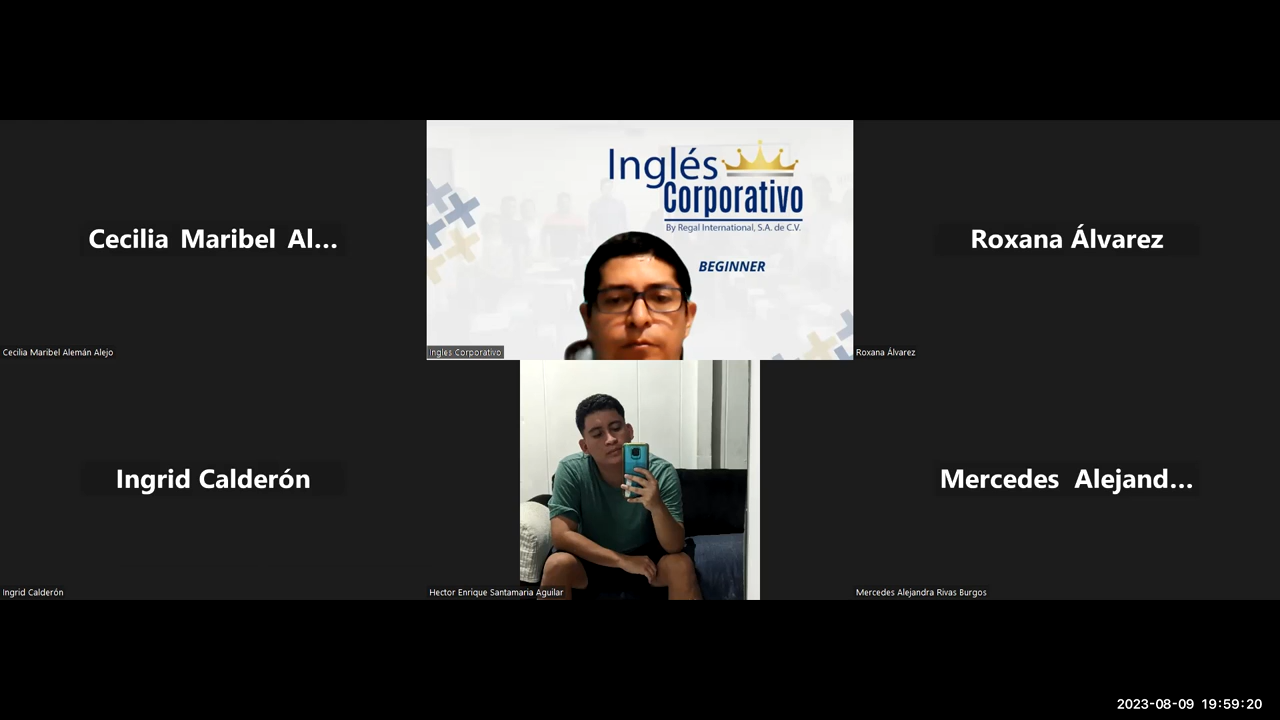 Cecilia Maribel Al...
Cecilia Maribel Alemán Alejo
Inglés
Corporativo
By Regal International, S.A. de C.V.
BEGINNER
Ingles Corporativo
Roxana Álvarez
Roxana Álvarez
Ingrid Calderón
Ingrid Calderón
Hector Enrique Santamaria Aguilar
Mercedes Alejand...
Mercedes Alejandra Rivas Burgos
2023-08-09 19:59:20